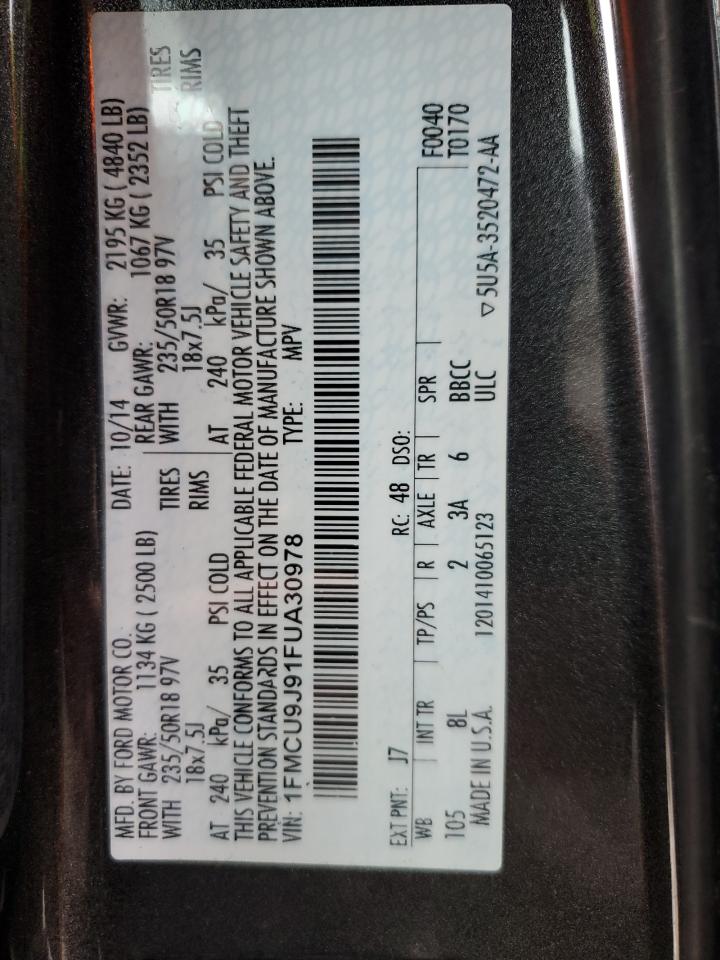 MFD. BY FORD MOTOR CO. DATE: 10/14 GVWR: 2195 KG ( 4840 LB)
FRONT GAWR: 1134 KG ( 2500 LB) REAR GAWR: 1067 KG ( 2352 LB)
WITH 235/50R18 97V TIRES WITH 235/50R18 97V TIRES
18x7.5J RIMS 18x7.5J RIMS
AT 240 kPa/ 35 PSI COLD AT 240 kPa/ 35 PSI COLD
THIS VEHICLE CONFORMS TO ALL APPLICABLE FEDERAL MOTOR VEHICLE SAFETY AND THEFT
PREVENTION STANDARDS IN EFFECT ON THE DATE OF MANUFACTURE SHOWN ABOVE.
VIN: 1FMCU9J91FUA30978 TYPE: MPV
EXT PNT: J7 RC: 48 DSO:
WB INT TR TP/PS R AXLE TR SPR F0040
105 8L 2 3A 6 BBCC T0170
MADE IN U.S.A. 1201410065123 ULC ▽ 5U5A-3520472-AA